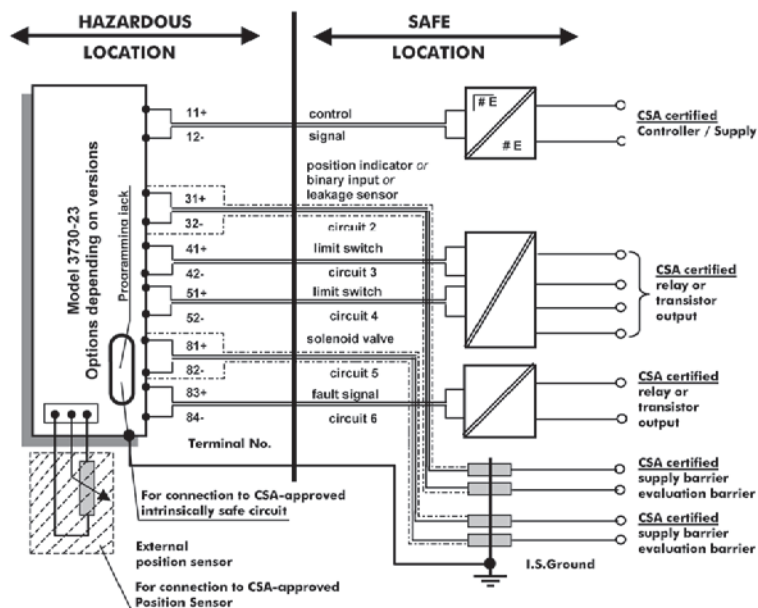 HAZARDOUS
LOCATION
SAFE
LOCATION
Model 3730-23
Options depending on versions
Programming jack
11+
12-
control
signal
# E
# E
CSA certified
Controller / Supply
position indicator or
binary input or
leakage sensor
31+
32-
circuit 2
41+
limit switch
42-
circuit 3
51+
limit switch
52-
circuit 4
CSA certified
relay or
transistor
output
81+
solenoid valve
82-
circuit 5
83+
fault signal
84-
circuit 6
CSA certified
relay or
transistor
output
Terminal No.
CSA certified
supply barrier
evaluation barrier
CSA certified
supply barrier
evaluation barrier
I.S.Ground
For connection to CSA-approved
intrinsically safe circuit
External
position sensor
For connection to CSA-approved
Position Sensor